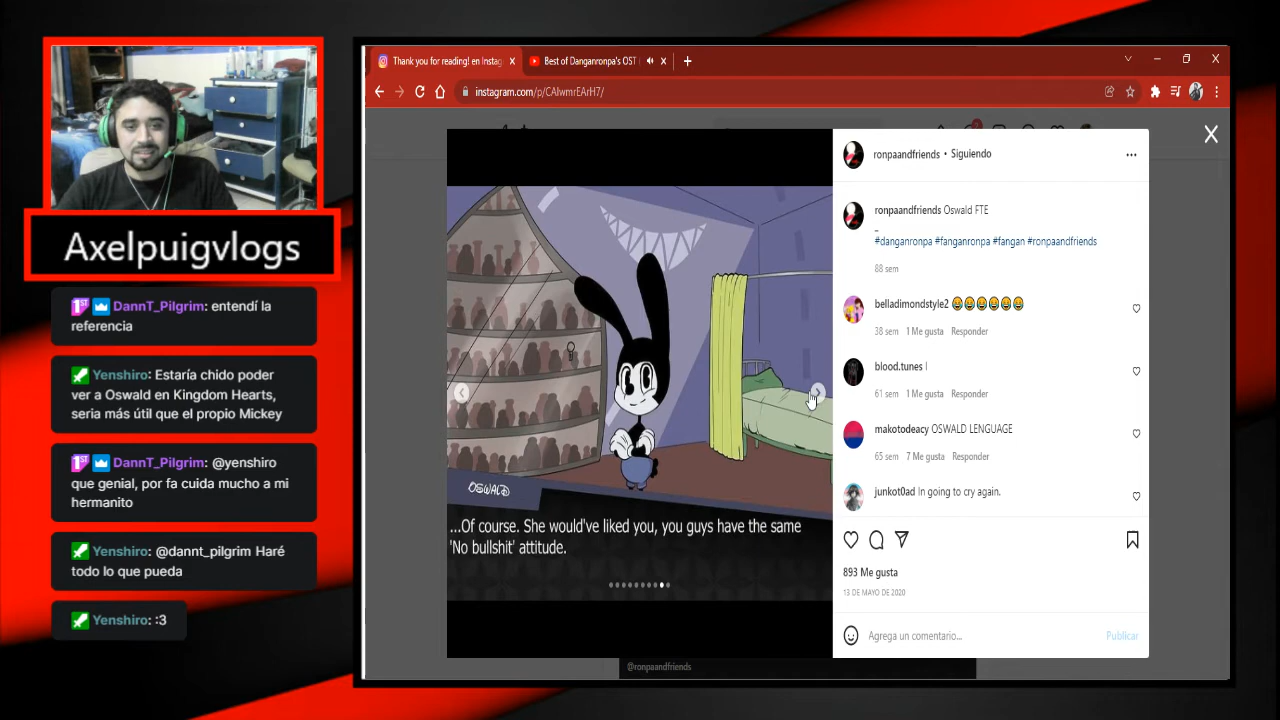 Axelpuigvlogs
DannT_Pilgrim: entendí la
referencia
Yenshiro: Estaría chido poder
ver a Oswald en Kingdom Hearts,
seria más útil que el propio Mickey
DannT_Pilgrim: @yenshiro
que genial, por fa cuida mucho a mi
hermanito
Yenshiro: @dannt_pilgrim Haré
todo lo que pueda
Yenshiro: :3
Thank you for reading! en Instag
Best of Danganronpa's OST
instagram.com/p/CAIwmrEArH7/
OSWALD
...Of course. She would've liked you, you guys have the same
'No bullshit' attitude.
@ronpaandfriends
ronpaandfriends • Siguiendo
ronpaandfriends Oswald FTE
_
#danganronpa #fanganronpa #fangan #ronpaandfriends
88 sem
belladimondstyle2 😂😂😂😂😂😂
38 sem 1 Me gusta Responder
blood.tunes |
61 sem 1 Me gusta Responder
makotodeacy OSWALD LENGUAGE
65 sem 7 Me gusta Responder
junkot0ad In going to cry again.
893 Me gusta
13 DE MAYO DE 2020
Agrega un comentario...
Publicar